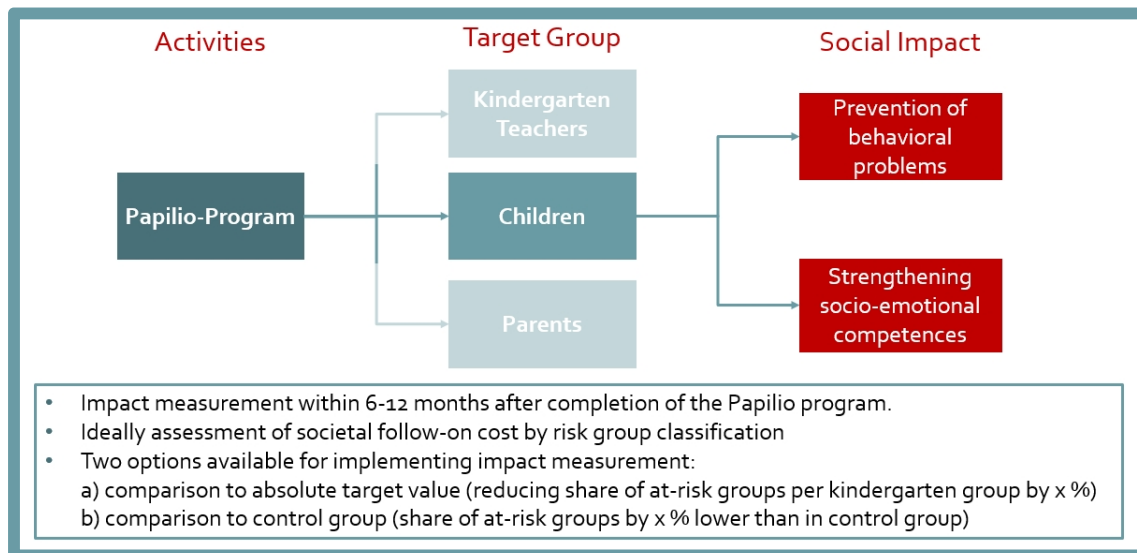 Activities
Target Group
Social Impact
Kindergarten
Teachers
Prevention of
behavioral
problems
Papilio-Program
Children
Strengthening
socio-emotional
competences
Parents
• Impact measurement within 6-12 months after completion of the Papilio program.
• Ideally assessment of societal follow-on cost by risk group classification
• Two options available for implementing impact measurement:
a) comparison to absolute target value (reducing share of at-risk groups per kindergarten group by x %)
b) comparison to control group (share of at-risk groups by x % lower than in control group)